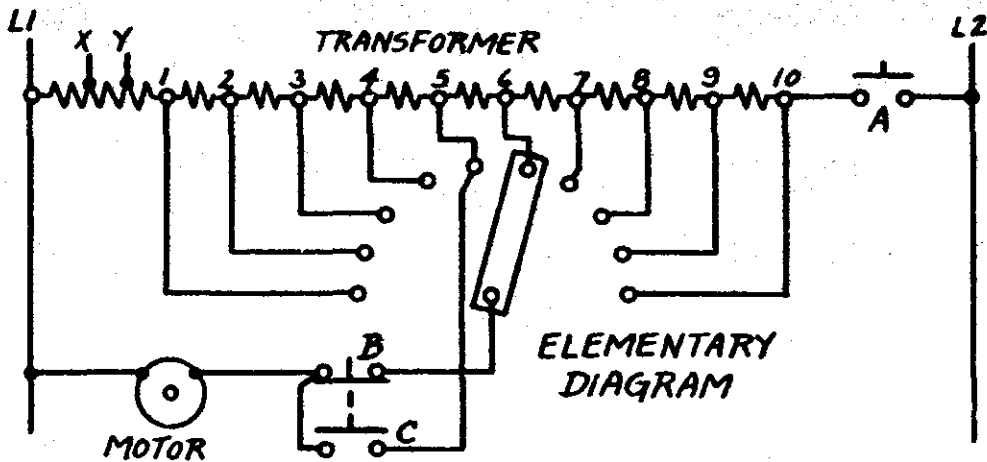 L1
L2
X Y
TRANSFORMER
1 2 3 4 5 6 7 8 9 10
A
B
ELEMENTARY
DIAGRAM
C
MOTOR